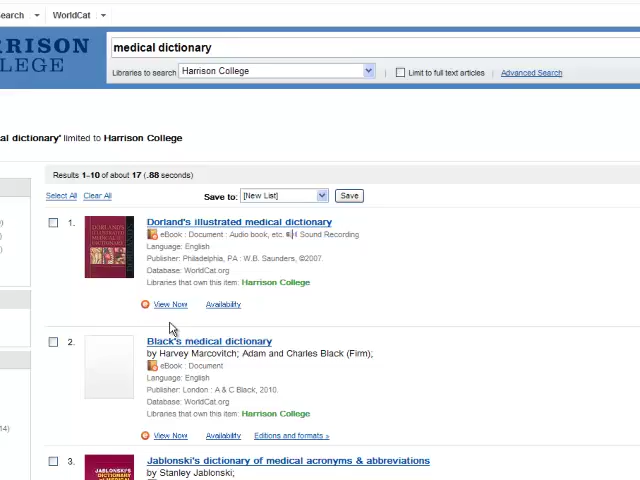 earch WorldCat
RRISON
LLEGE
medical dictionary
Libraries to search Harrison College | Limit to full text articles | Advanced Search
al dictionary' limited to Harrison College
Results 1–10 of about 17 (.88 seconds)
Select All Clear All Save to: [New List] Save
1. Dorland's illustrated medical dictionary
eBook : Document : Audio book, etc. Sound Recording
Language: English
Publisher: Philadelphia, PA : W.B. Saunders, ©2007.
Database: WorldCat.org
Libraries that own this item: Harrison College
View Now Availability
2. Black's medical dictionary
by Harvey Marcovitch; Adam and Charles Black (Firm);
eBook : Document
Language: English
Publisher: London : A & C Black, 2010.
Database: WorldCat.org
Libraries that own this item: Harrison College
14)
View Now Availability Editions and formats »
3. Jablonski's dictionary of medical acronyms & abbreviations
by Stanley Jablonski;